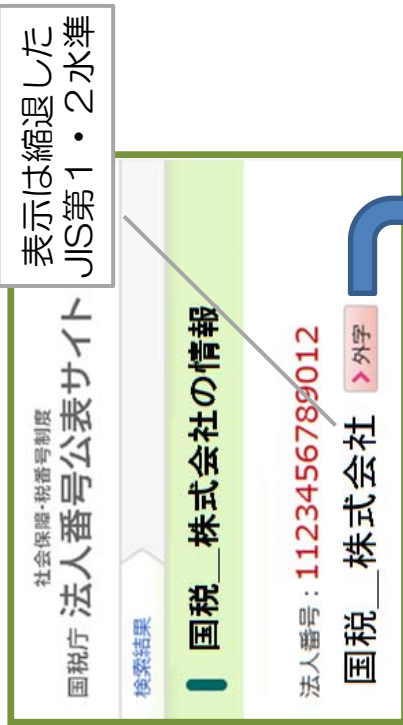 表示は縮退した
JIS第1・2水準
社会保障・税番号制度
国税庁 法人番号公表サイト
検索結果
国税＿株式会社の情報
法人番号：1123456789012
国税＿株式会社
外字